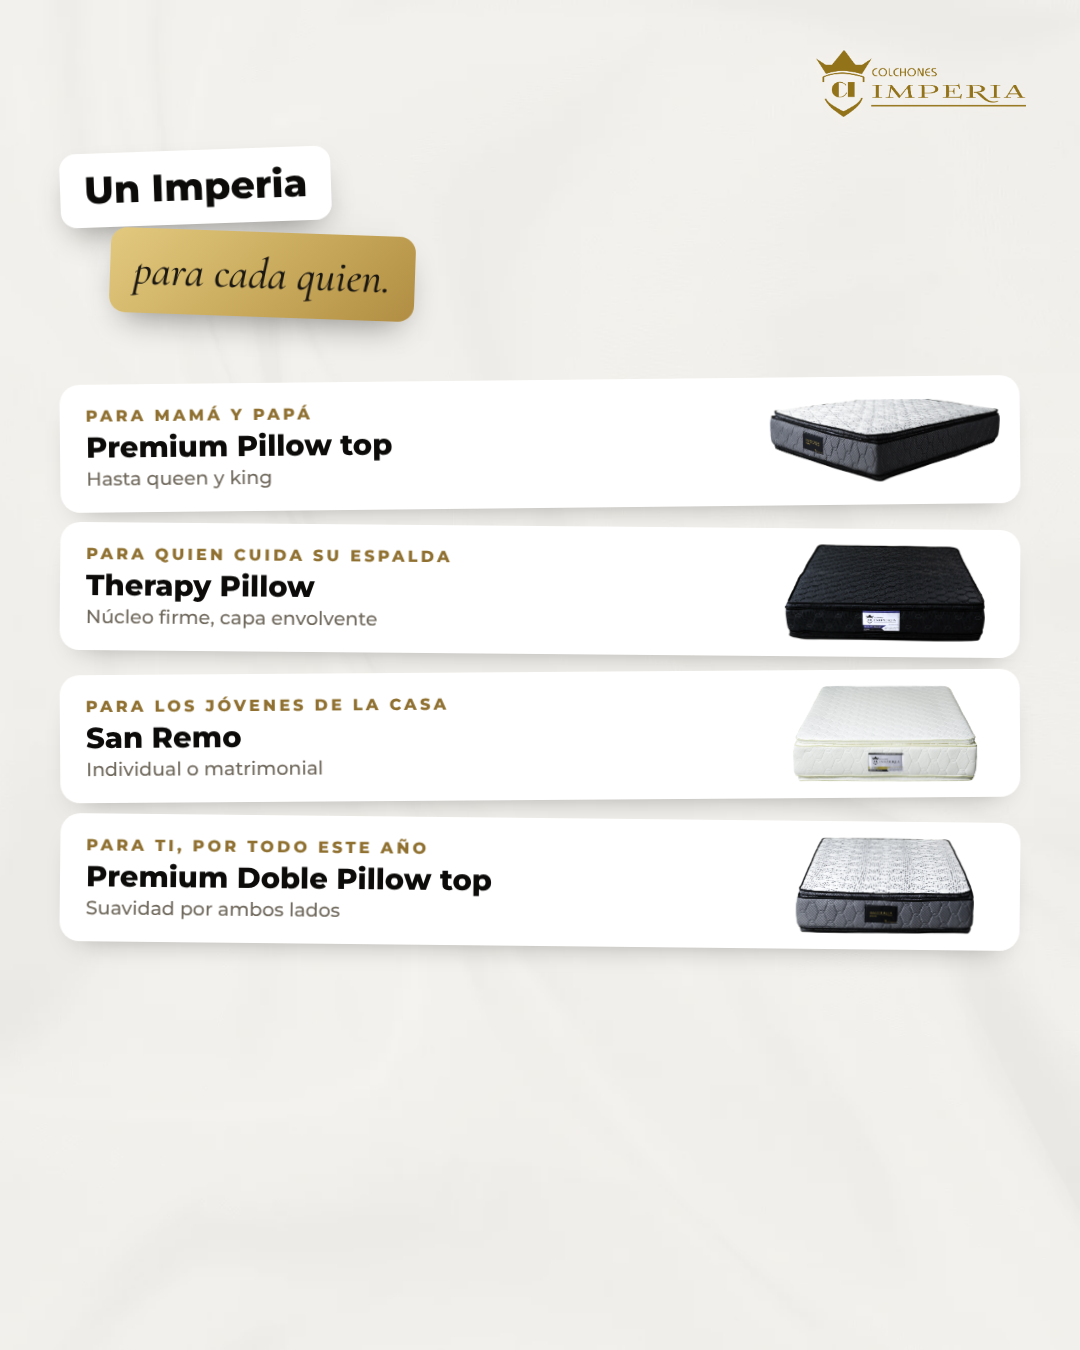 COLCHONES
IMPERIA
Un Imperia
para cada quien.
PARA MAMÁ Y PAPÁ
Premium Pillow top
Hasta queen y king
PARA QUIEN CUIDA SU ESPALDA
Therapy Pillow
Núcleo firme, capa envolvente
PARA LOS JÓVENES DE LA CASA
San Remo
Individual o matrimonial
PARA TI, POR TODO ESTE AÑO
Premium Doble Pillow top
Suavidad por ambos lados